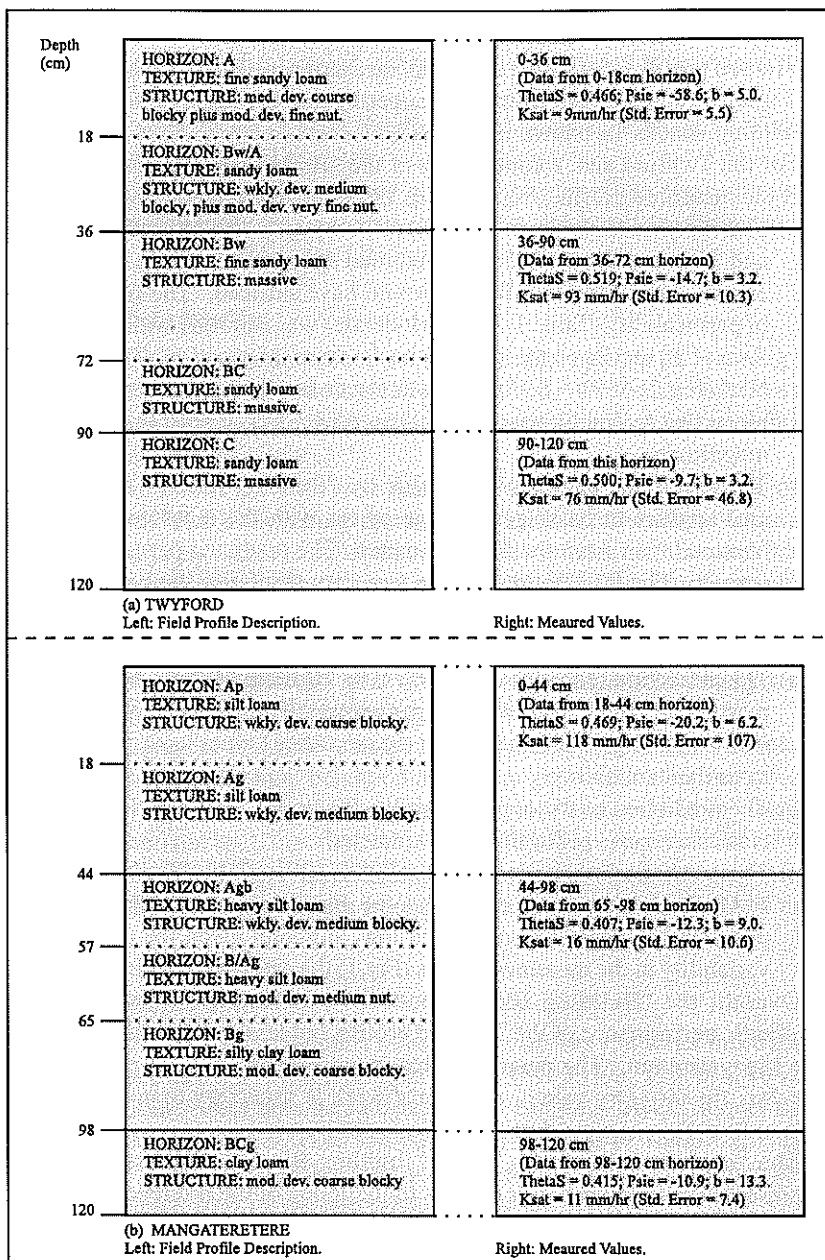 Depth
(cm)
HORIZON: A
TEXTURE: fine sandy loam
STRUCTURE: med. dev. course
blocky plus mod. dev. fine nut.
18
HORIZON: Bw/A
TEXTURE: sandy loam
STRUCTURE: wkly. dev. medium
blocky, plus mod. dev. very fine nut.
36
HORIZON: Bw
TEXTURE: fine sandy loam
STRUCTURE: massive
72
HORIZON: BC
TEXTURE: sandy loam
STRUCTURE: massive.
90
HORIZON: C
TEXTURE: sandy loam
STRUCTURE: massive
120
0-36 cm
(Data from 0-18cm horizon)
ThetaS = 0.466; Psie = -58.6; b = 5.0.
Ksat = 9mm/hr (Std. Error = 5.5)
36-90 cm
(Data from 36-72 cm horizon)
ThetaS = 0.519; Psie = -14.7; b = 3.2.
Ksat = 93 mm/hr (Std. Error = 10.3)
90-120 cm
(Data from this horizon)
ThetaS = 0.500; Psie = -9.7; b = 3.2.
Ksat = 76 mm/hr (Std. Error = 46.8)
(a) TWYFORD
Left: Field Profile Description.
Right: Meaured Values.
HORIZON: Ap
TEXTURE: silt loam
STRUCTURE: wkly. dev. coarse blocky.
18
HORIZON: Ag
TEXTURE: silt loam
STRUCTURE: wkly. dev. medium blocky.
44
HORIZON: Agb
TEXTURE: heavy silt loam
STRUCTURE: wkly. dev. medium blocky.
57
HORIZON: B/Ag
TEXTURE: heavy silt loam
STRUCTURE: mod. dev. medium nut.
65
HORIZON: Bg
TEXTURE: silty clay loam
STRUCTURE: mod. dev. coarse blocky.
98
HORIZON: BCg
TEXTURE: clay loam
STRUCTURE: mod. dev. coarse blocky
120
0-44 cm
(Data from 18-44 cm horizon)
ThetaS = 0.469; Psie = -20.2; b = 6.2.
Ksat = 118 mm/hr (Std. Error = 107)
44-98 cm
(Data from 65 -98 cm horizon)
ThetaS = 0.407; Psie = -12.3; b = 9.0.
Ksat = 16 mm/hr (Std. Error = 10.6)
98-120 cm
(Data from 98-120 cm horizon)
ThetaS = 0.415; Psie = -10.9; b = 13.3.
Ksat = 11 mm/hr (Std. Error = 7.4)
(b) MANGATERETERE
Left: Field Profile Description.
Right: Meaured Values.